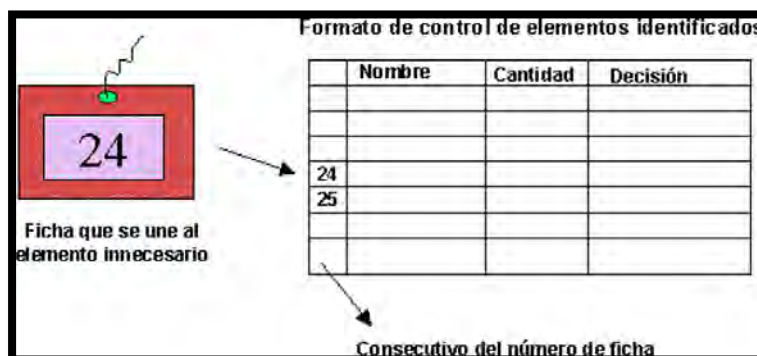 Formato de control de elementos identificados
Nombre Cantidad Decisión
24
24
25
Ficha que se une al
elemento innecesario
Consecutivo del número de ficha